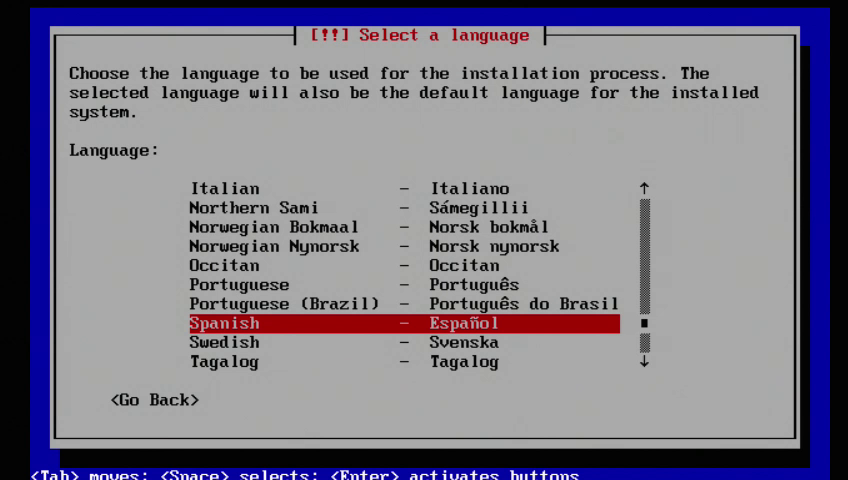 [!!] Select a language
Choose the language to be used for the installation process. The
selected language will also be the default language for the installed
system.
Language:
Italian - Italiano
Northern Sami - Sámegillii
Norwegian Bokmaal - Norsk bokmål
Norwegian Nynorsk - Norsk nynorsk
Occitan - Occitan
Portuguese - Português
Portuguese (Brazil) - Português do Brasil
Spanish - Español
Swedish - Svenska
Tagalog - Tagalog
<Go Back>
<Tab> moves; <Space> selects; <Enter> activates buttons